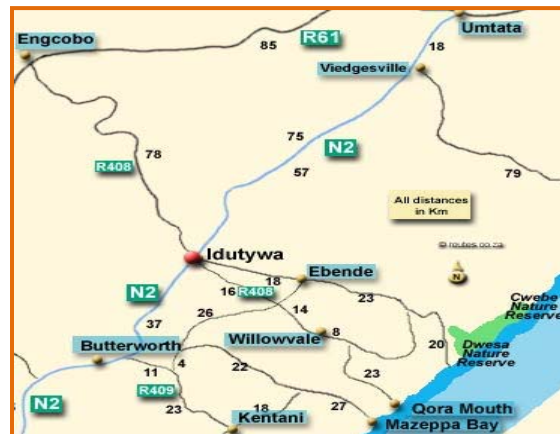 Umtata
R61
Engcobo
85
18
N2
Viedgesville
75
N2
78
57
R408
79
All distances
in Km
© routes.co.za
N
Idutywa
18
Ebende
16
R408
23
N2
26
14
Cwebe
Nature
Reserve
37
Willowvale
8
Butterworth
20
Dwesa
Nature
Reserve
4
22
11
23
R409
N2
23
18
27
Qora Mouth
Kentani
Mazeppa Bay